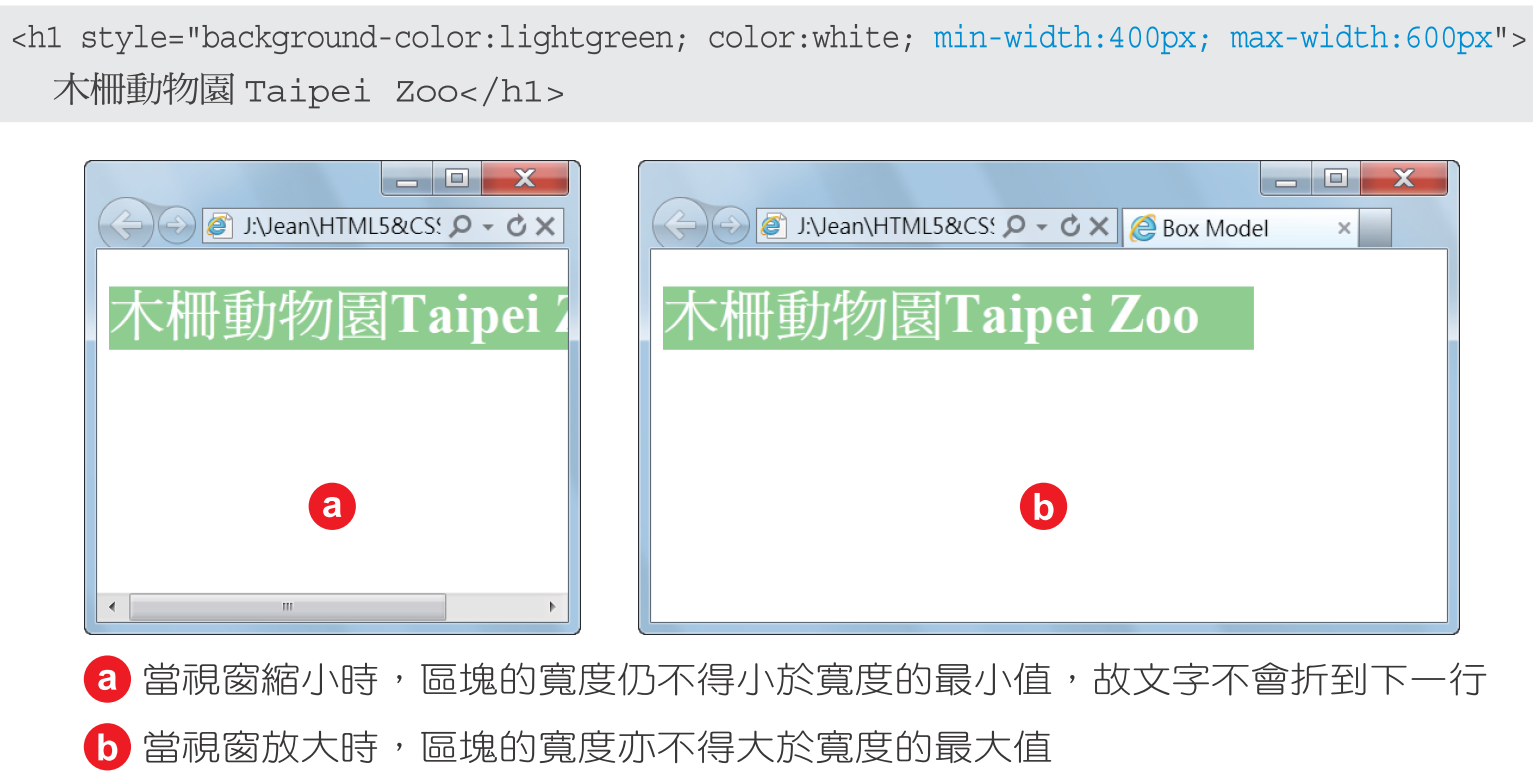 <h1 style="background-color:lightgreen; color:white; min-width:400px; max-width:600px">
木柵動物園 Taipei Zoo</h1>
J:\Jean\HTML5&CS
木柵動物園Taipei Z
a
J:\Jean\HTML5&CS
Box Model
木柵動物園Taipei Zoo
b
a 當視窗縮小時，區塊的寬度仍不得小於寬度的最小值，故文字不會折到下一行
b 當視窗放大時，區塊的寬度亦不得大於寬度的最大值